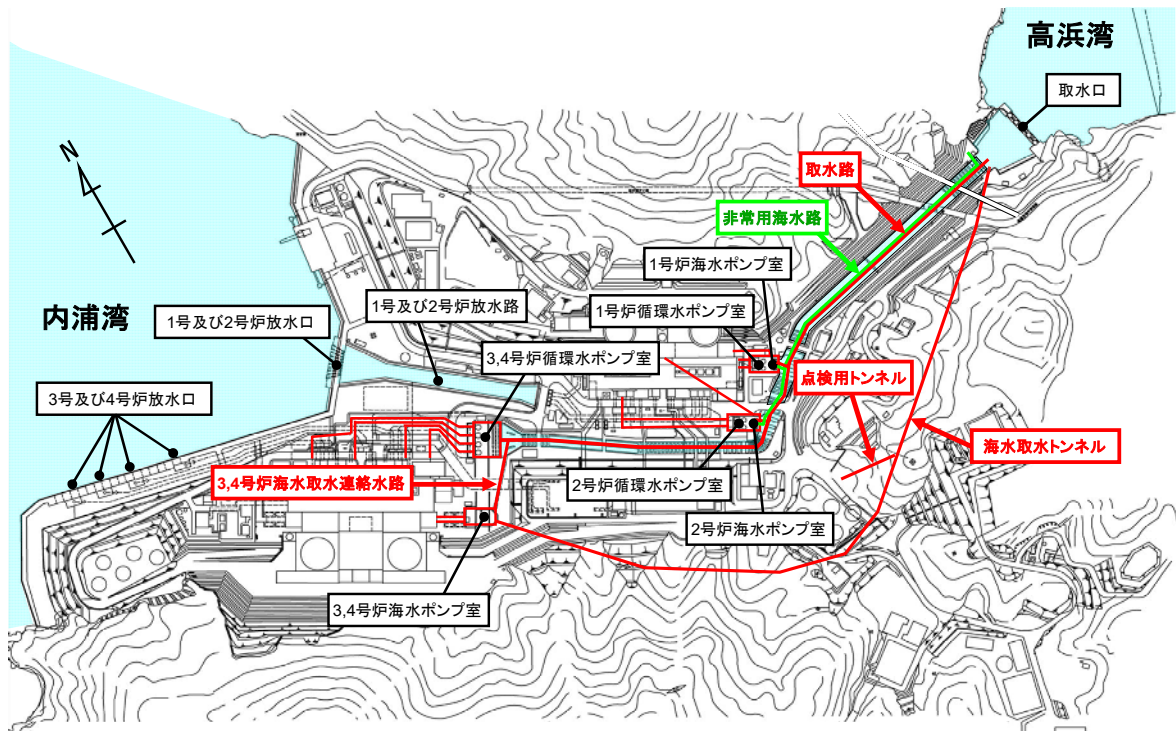 高浜湾
取水口
N
取水路
非常用海水路
1号炉海水ポンプ室
1号及び2号炉放水路
1号炉循環水ポンプ室
内浦湾
1号及び2号炉放水口
3,4号炉循環水ポンプ室
点検用トンネル
3号及び4号炉放水口
海水取水トンネル
3,4号炉海水取水連絡水路
2号炉循環水ポンプ室
2号炉海水ポンプ室
3,4号炉海水ポンプ室